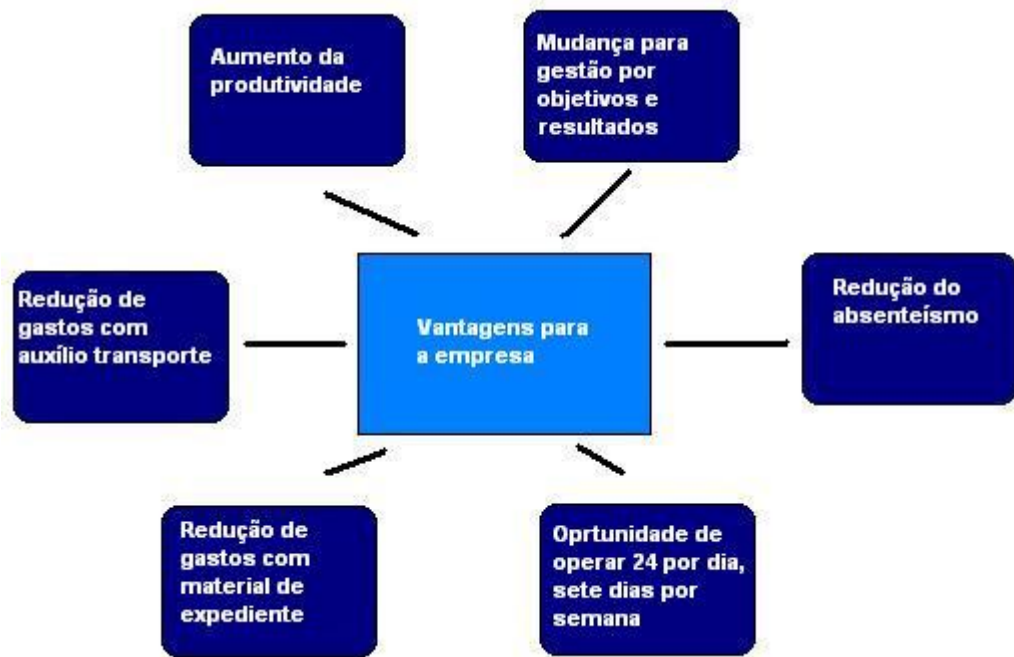 Aumento da
produtividade
Mudança para
gestão por
objetivos e
resultados
Redução de
gastos com
auxílio transporte
Vantagens para
a empresa
Redução do
absenteísmo
Redução de
gastos com
material de
expediente
Oprtunidade de
operar 24 por dia,
sete dias por
semana